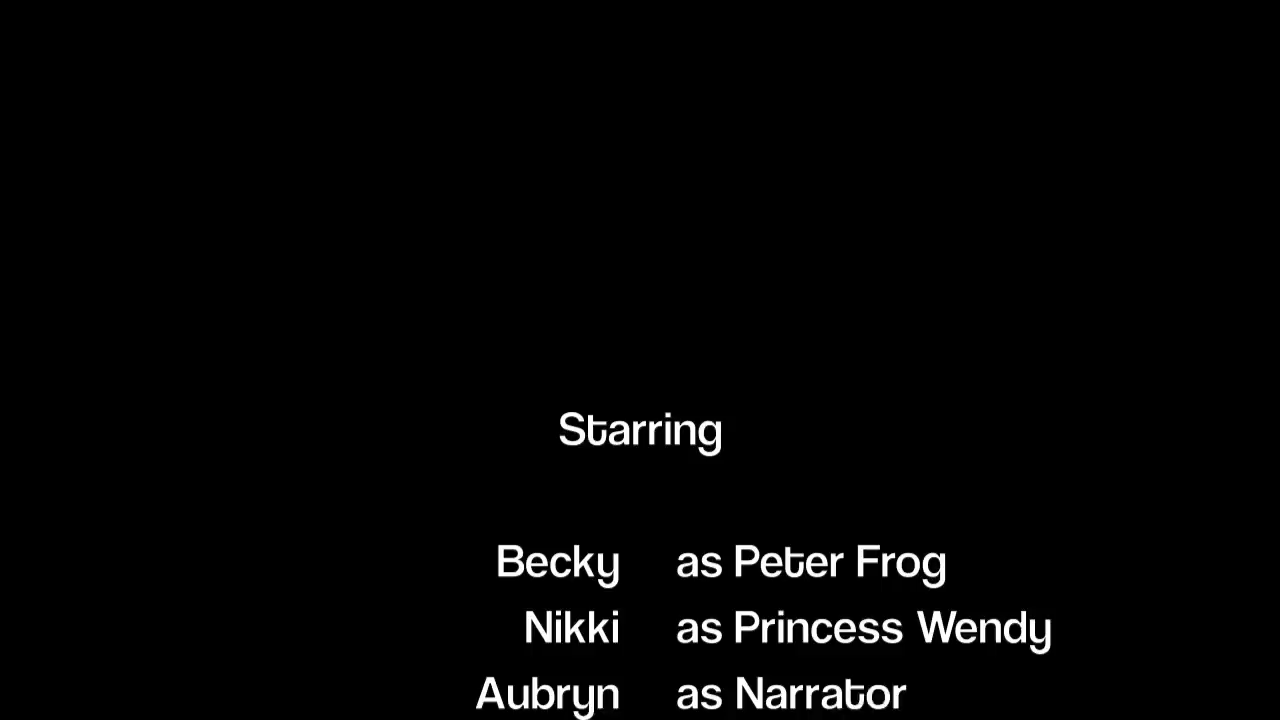 Starring
Becky as Peter Frog
Nikki as Princess Wendy
Aubryn as Narrator